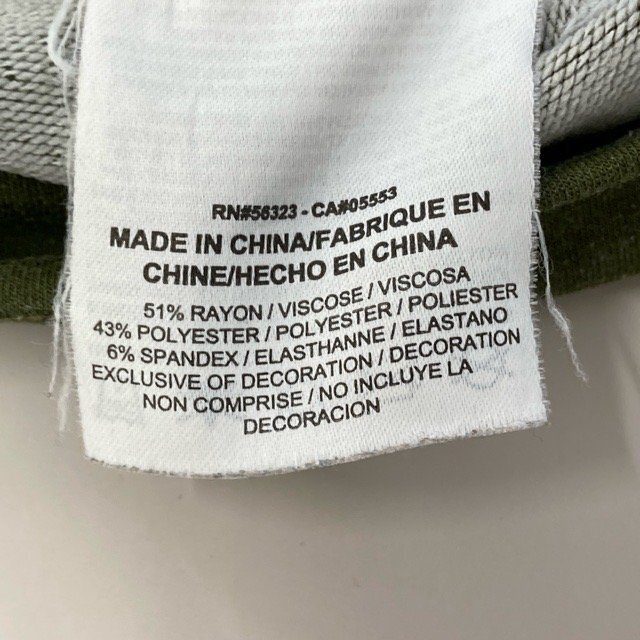 RN#56323 - CA#05553
MADE IN CHINA/FABRIQUE EN
CHINE/HECHO EN CHINA
51% RAYON / VISCOSE / VISCOSA
43% POLYESTER / POLYESTER / POLIESTER
6% SPANDEX / ELASTHANNE / ELASTANO
EXCLUSIVE OF DECORATION / DECORATION
NON COMPRISE / NO INCLUYE LA
DECORACION